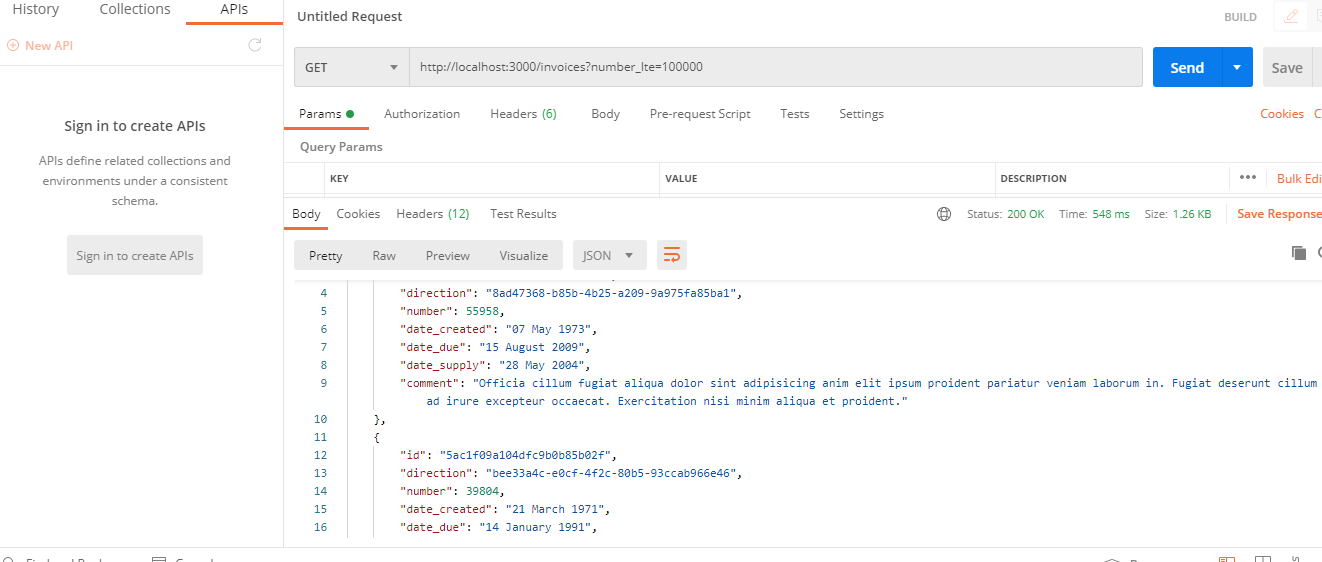 History Collections APIs
New API
Sign in to create APIs
APIs define related collections and
environments under a consistent
schema.
Sign in to create APIs
Untitled Request
BUILD
GET http://localhost:3000/invoices?number_lte=100000 Send Save
Params Authorization Headers (6) Body Pre-request Script Tests Settings Cookies
Query Params
KEY VALUE DESCRIPTION ••• Bulk Edi
Body Cookies Headers (12) Test Results Status: 200 OK Time: 548 ms Size: 1.26 KB Save Response
Pretty Raw Preview Visualize JSON
4 "direction": "8ad47368-b85b-4b25-a209-9a975fa85ba1",
5 "number": 55958,
6 "date_created": "07 May 1973",
7 "date_due": "15 August 2009",
8 "date_supply": "28 May 2004",
9 "comment": "Officia cillum fugiat aliqua dolor sint adipisicing anim elit ipsum proident pariatur veniam laborum in. Fugiat deserunt cillum
ad irure excepteur occaecat. Exercitation nisi minim aliqua et proident."
10 },
11 {
12 "id": "5ac1f09a104dfc9b0b85b02f",
13 "direction": "bee33a4c-e0cf-4f2c-80b5-93ccab966e46",
14 "number": 39804,
15 "date_created": "21 March 1971",
16 "date_due": "14 January 1991",